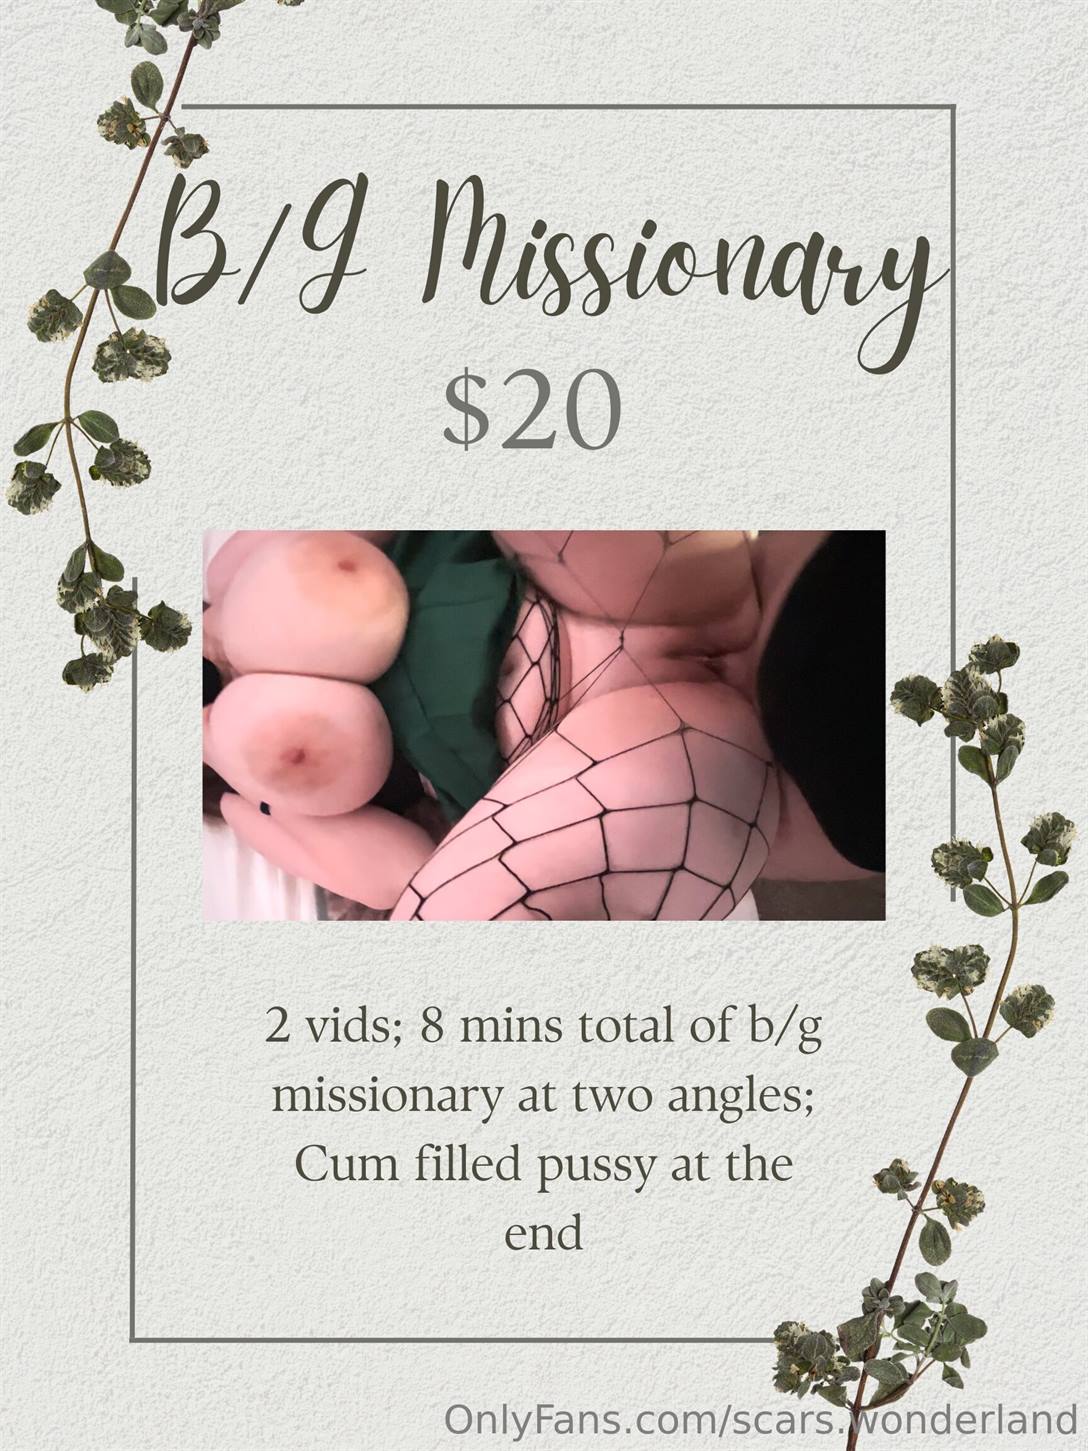 B/G Missionary
$20
2 vids; 8 mins total of b/g
missionary at two angles;
Cum filled pussy at the
end
OnlyFans.com/scars.wonderland